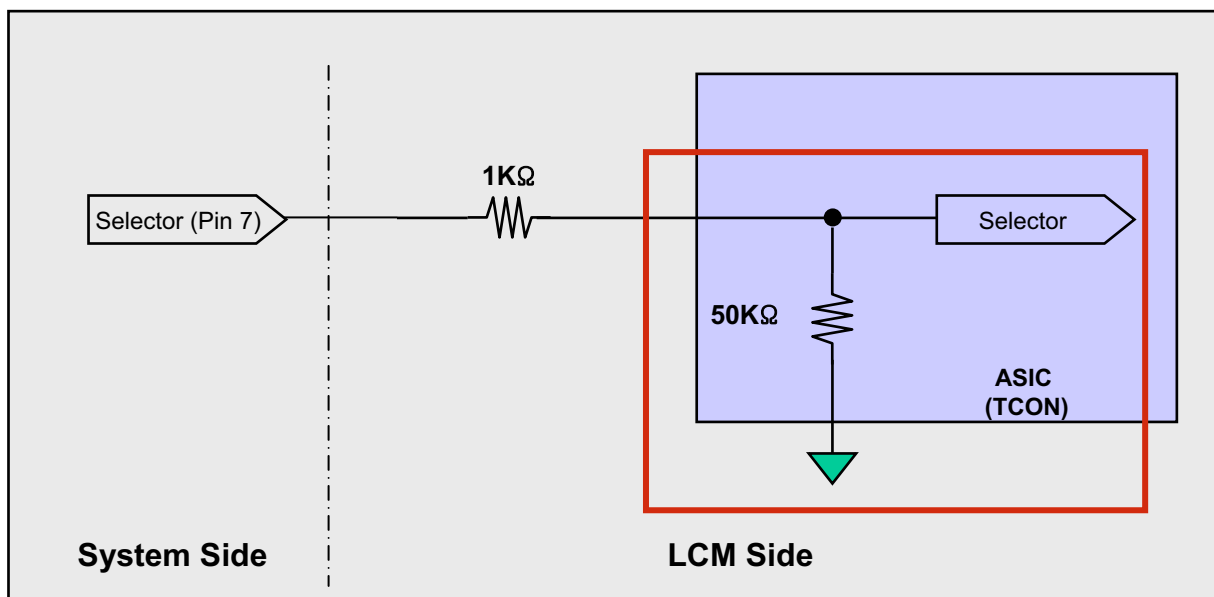 1KΩ
Selector (Pin 7)
Selector
50KΩ
ASIC
(TCON)
System Side
LCM Side